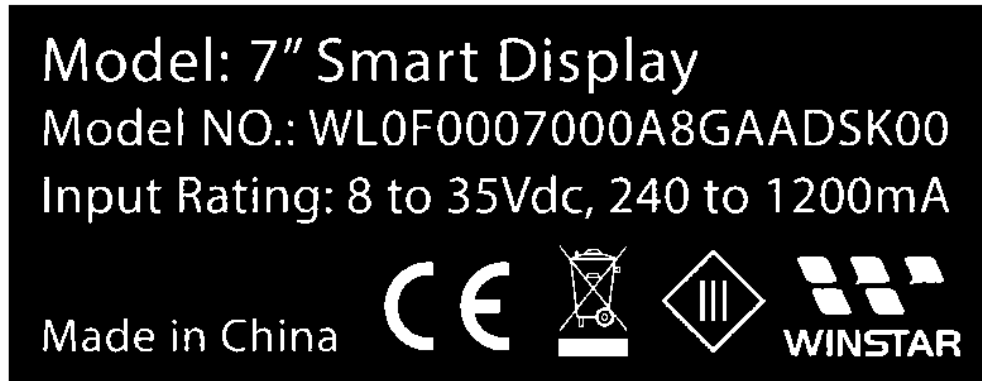 Model: 7" Smart Display
Model NO.: WL0F0007000A8GAADSK00
Input Rating: 8 to 35Vdc, 240 to 1200mA
Made in China CE III WINSTAR